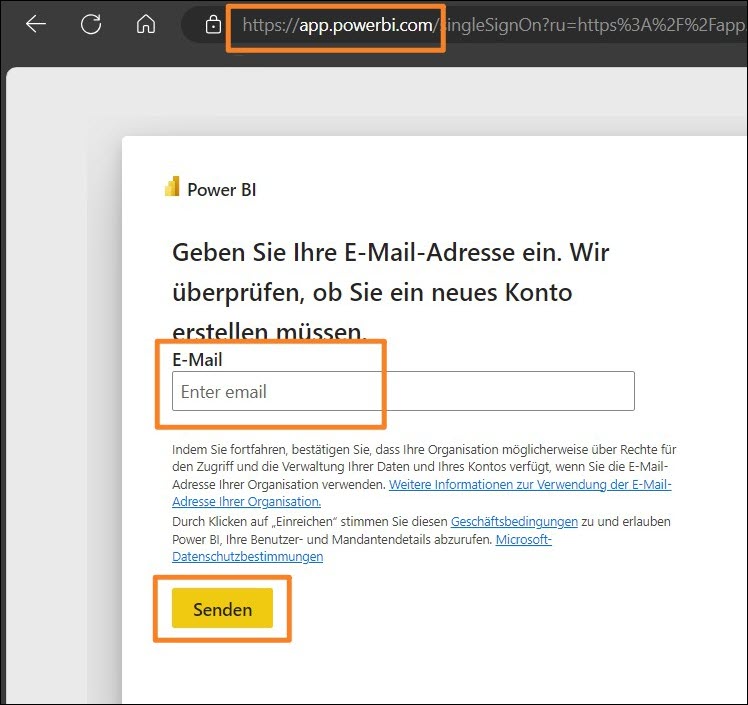 https://app.powerbi.com/singleSignOn?ru=https%3A%2F%2Fapp
Power BI
Geben Sie Ihre E-Mail-Adresse ein. Wir
überprüfen, ob Sie ein neues Konto
erstellen müssen.
E-Mail
Enter email
Indem Sie fortfahren, bestätigen Sie, dass Ihre Organisation möglicherweise über Rechte für
den Zugriff und die Verwaltung Ihrer Daten und Ihres Kontos verfügt, wenn Sie die E-Mail-
Adresse Ihrer Organisation verwenden. Weitere Informationen zur Verwendung der E-Mail-
Adresse Ihrer Organisation.
Durch Klicken auf „Einreichen“ stimmen Sie diesen Geschäftsbedingungen zu und erlauben
Power BI, Ihre Benutzer- und Mandantendetails abzurufen. Microsoft-
Datenschutzbestimmungen
Senden